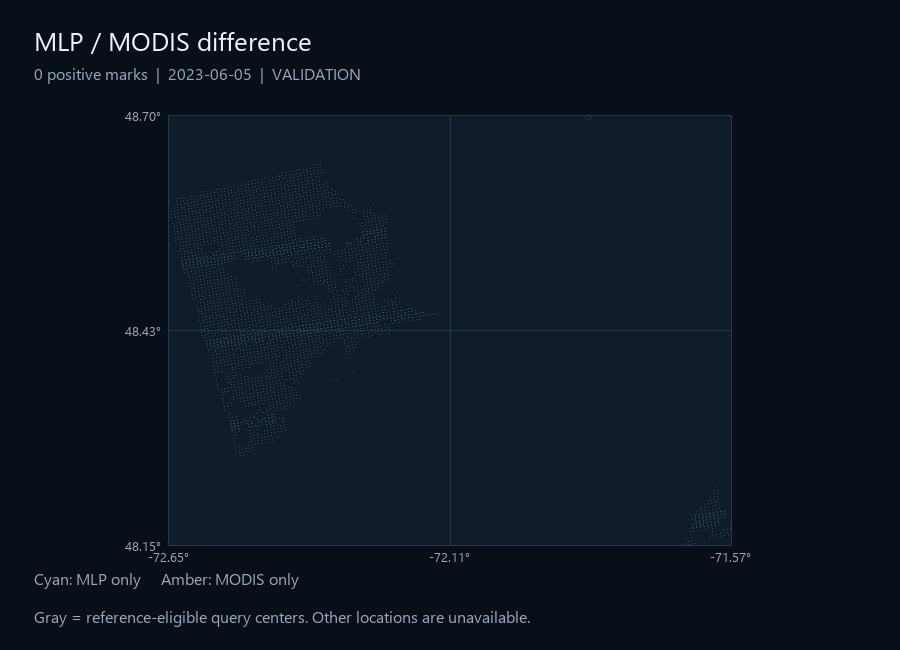 MLP / MODIS difference
0 positive marks | 2023-06-05 | VALIDATION
48.70°
48.43°
48.15°
-72.65° -72.11° -71.57°
Cyan: MLP only Amber: MODIS only
Gray = reference-eligible query centers. Other locations are unavailable.